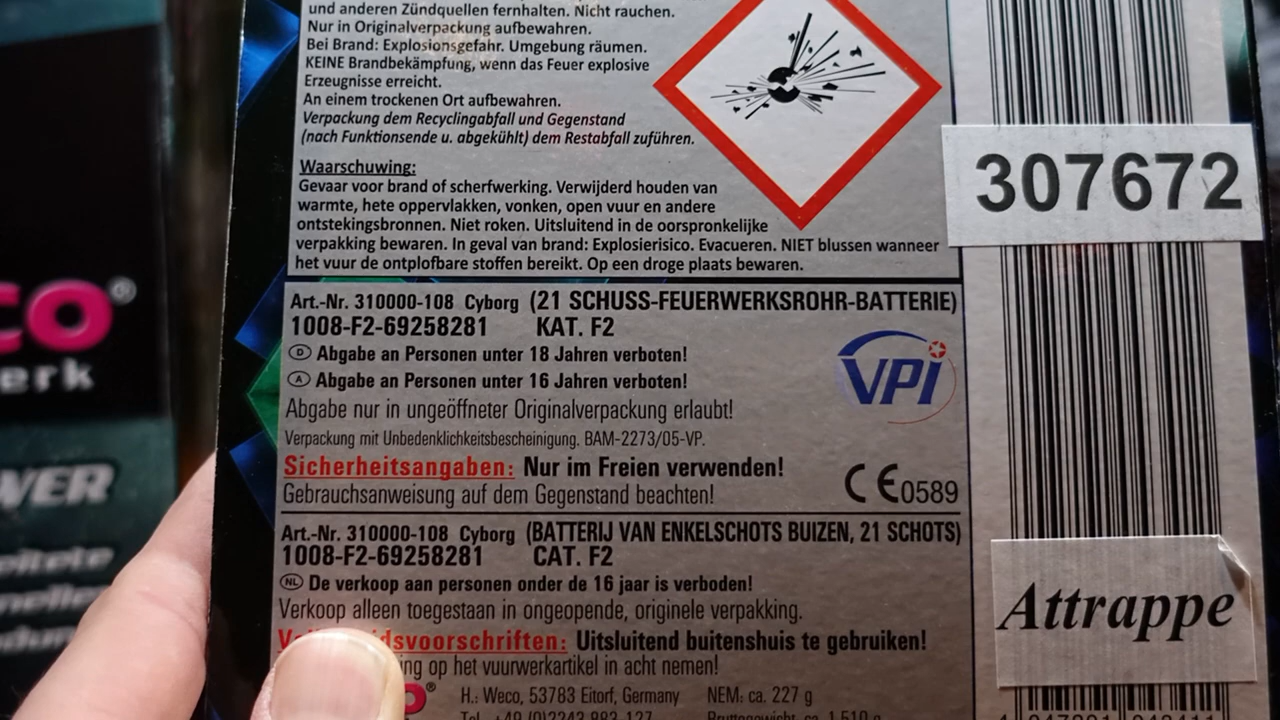 und anderen Zündquellen fernhalten. Nicht rauchen.
Nur in Originalverpackung aufbewahren.
Bei Brand: Explosionsgefahr. Umgebung räumen.
KEINE Brandbekämpfung, wenn das Feuer explosive
Erzeugnisse erreicht.
An einem trockenen Ort aufbewahren.
Verpackung dem Recyclingabfall und Gegenstand
(nach Funktionsende u. abgekühlt) dem Restabfall zuführen.
Waarschuwing:
Gevaar voor brand of scherfwerking. Verwijderd houden van
warmte, hete oppervlakken, vonken, open vuur en andere
ontstekingsbronnen. Niet roken. Uitsluitend in de oorspronkelijke
verpakking bewaren. In geval van brand: Explosierisico. Evacueren. NIET blussen wanneer
het vuur de ontplofbare stoffen bereikt. Op een droge plaats bewaren.
307672
Art.-Nr. 310000-108 Cyborg (21 SCHUSS-FEUERWERKSROHR-BATTERIE)
1008-F2-69258281 KAT. F2
D Abgabe an Personen unter 18 Jahren verboten!
A Abgabe an Personen unter 16 Jahren verboten!
Abgabe nur in ungeöffneter Originalverpackung erlaubt!
Verpackung mit Unbedenklichkeitsbescheinigung. BAM-2273/05-VP.
Sicherheitsangaben: Nur im Freien verwenden!
Gebrauchsanweisung auf dem Gegenstand beachten!
VPi
CE0589
Art.-Nr. 310000-108 Cyborg (BATTERIJ VAN ENKELSCHOTS BUIZEN, 21 SCHOTS)
1008-F2-69258281 CAT. F2
NL De verkoop aan personen onder de 16 jaar is verboden!
Verkoop alleen toegestaan in ongeopende, originele verpakking.
Uitsluitend buitenshuis te gebruiken!
op het vuurwerkartikel in acht nemen!
H.: Weco, 53783 Eitorf, Germany NEM: ca. 227 g
Attrappe